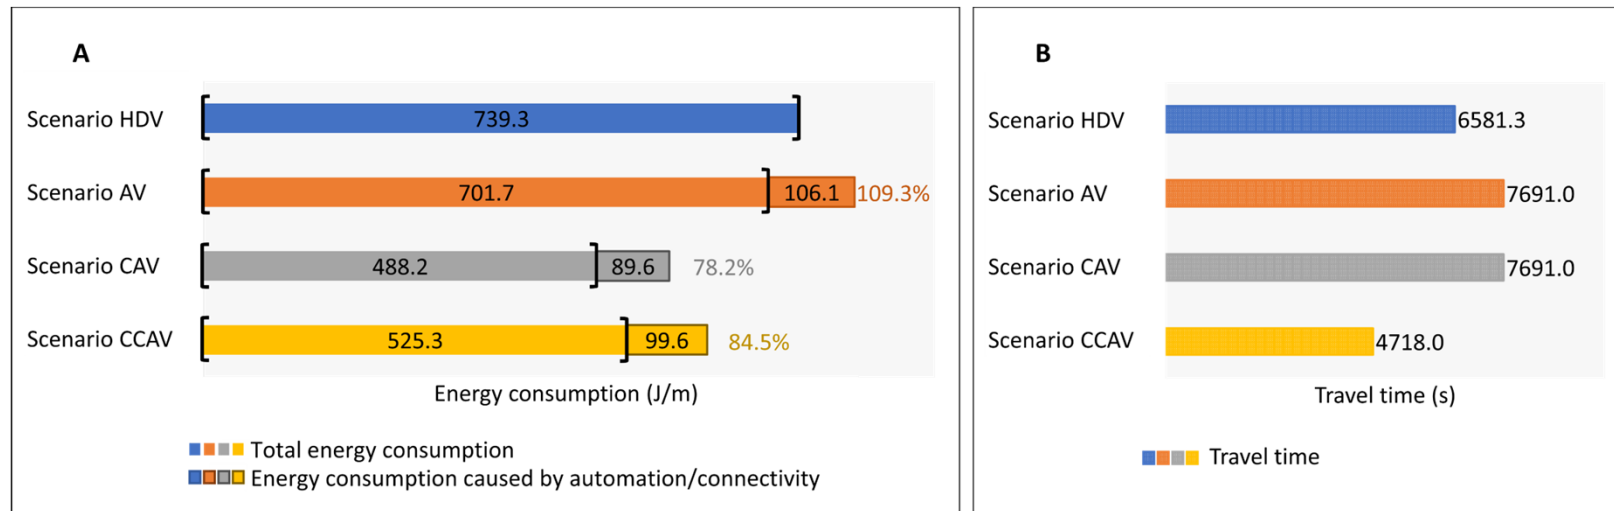 A
Scenario HDV
739.3
Scenario AV
701.7 106.1 109.3%
Scenario CAV
488.2 89.6 78.2%
Scenario CCAV
525.3 99.6 84.5%
Energy consumption (J/m)
Total energy consumption
Energy consumption caused by automation/connectivity
B
Scenario HDV 6581.3
Scenario AV 7691.0
Scenario CAV 7691.0
Scenario CCAV 4718.0
Travel time (s)
Travel time